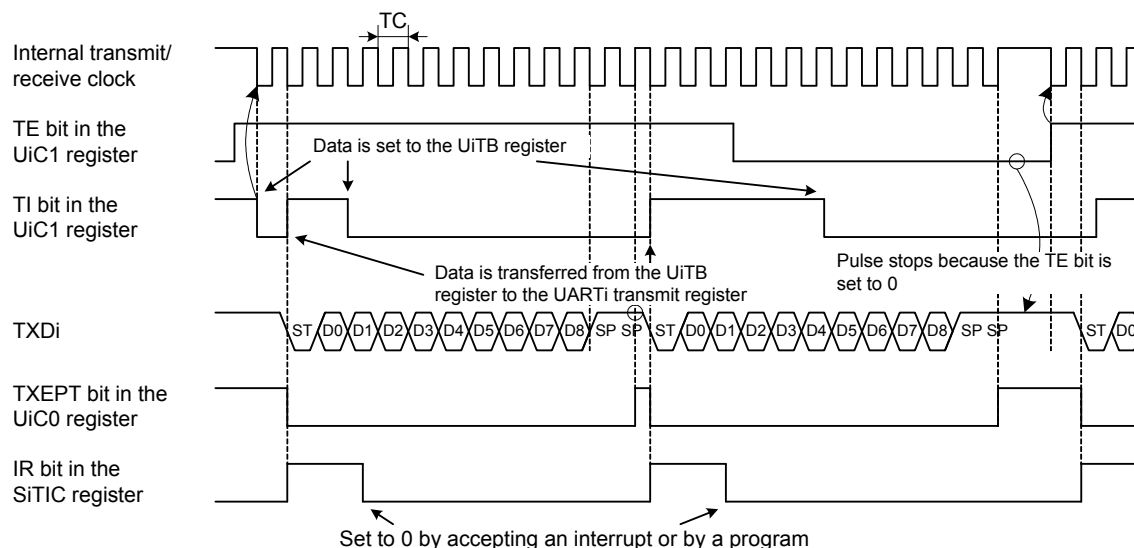 TC
Internal transmit/
receive clock
TE bit in the
UiC1 register
Data is set to the UiTB register
TI bit in the
UiC1 register
Data is transferred from the UiTB
register to the UARTi transmit register
Pulse stops because the TE bit is
set to 0
TXDi
ST D0 D1 D2 D3 D4 D5 D6 D7 D8 SP SP ST D0 D1 D2 D3 D4 D5 D6 D7 D8 SP SP ST D0
TXEPT bit in the
UiC0 register
IR bit in the
SiTIC register
Set to 0 by accepting an interrupt or by a program